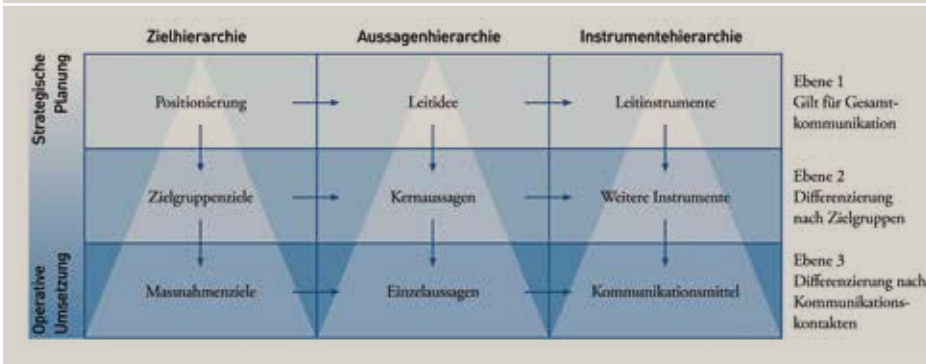 Zielhierarchie Aussagenhierarchie Instrumentehierarchie
Strategische
Planung
Positionierung Leitidee Leitinstrumente
Ebene 1
Gilt für Gesamt-
kommunikation
Zielgruppenziele Kernaussagen Weitere Instrumente
Ebene 2
Differenzierung
nach Zielgruppen
Operative
Umsetzung
Massnahmenziele Einzelaussagen Kommunikationsmittel
Ebene 3
Differenzierung nach
Kommunikations-
kontakten